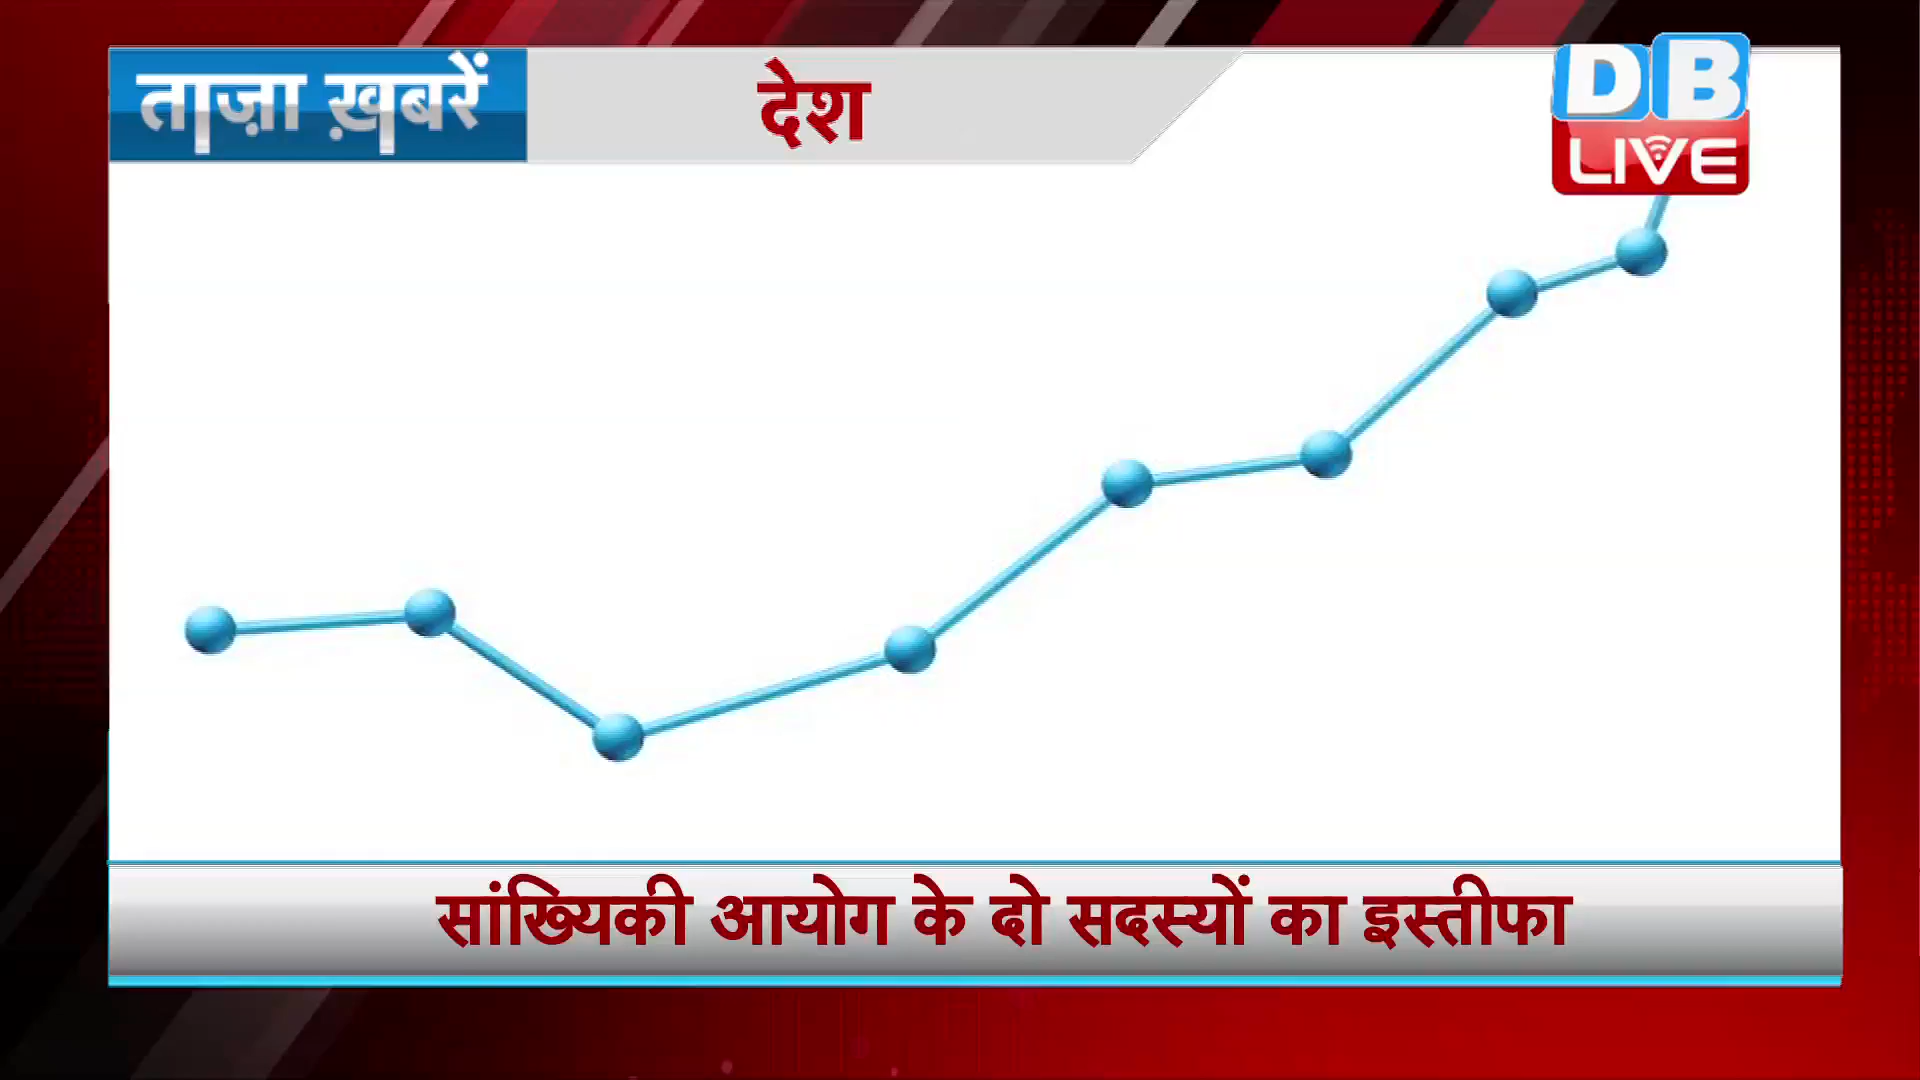 ताज़ा ख़बरें
देश
DB
LIVE
सांख्यिकी आयोग के दो सदस्यों का इस्तीफा